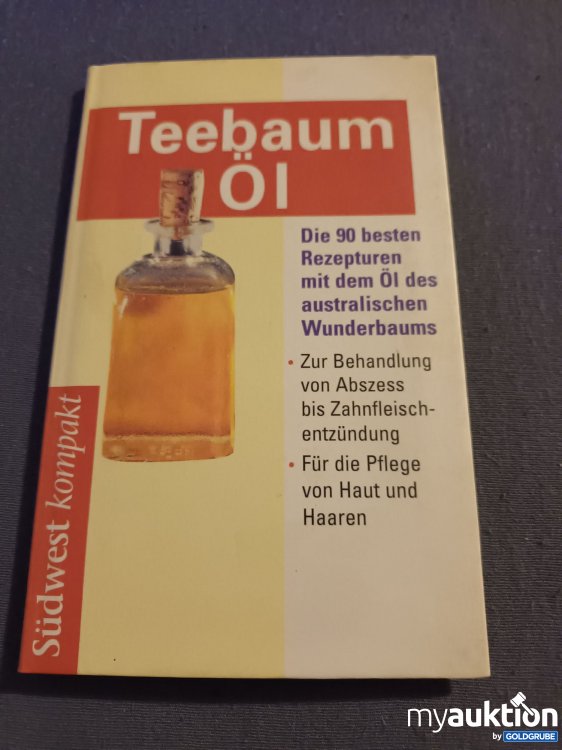 Teebaum
Öl
Die 90 besten
Rezepturen
mit dem Öl des
australischen
Wunderbaums
• Zur Behandlung
von Abszess
bis Zahnfleisch-
entzündung
• Für die Pflege
von Haut und
Haaren
Südwest kompakt
myauktion
by GOLDGRUBE